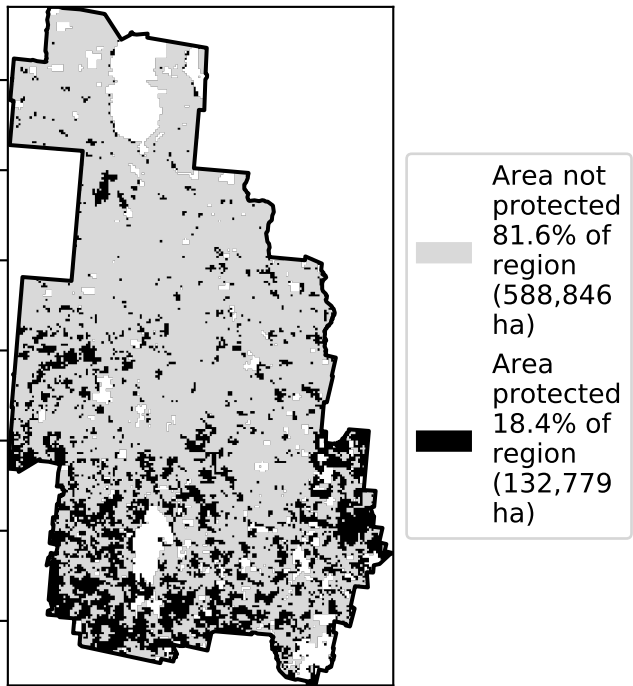 Area not
protected
81.6% of
region
(588,846
ha)
Area
protected
18.4% of
region
(132,779
ha)